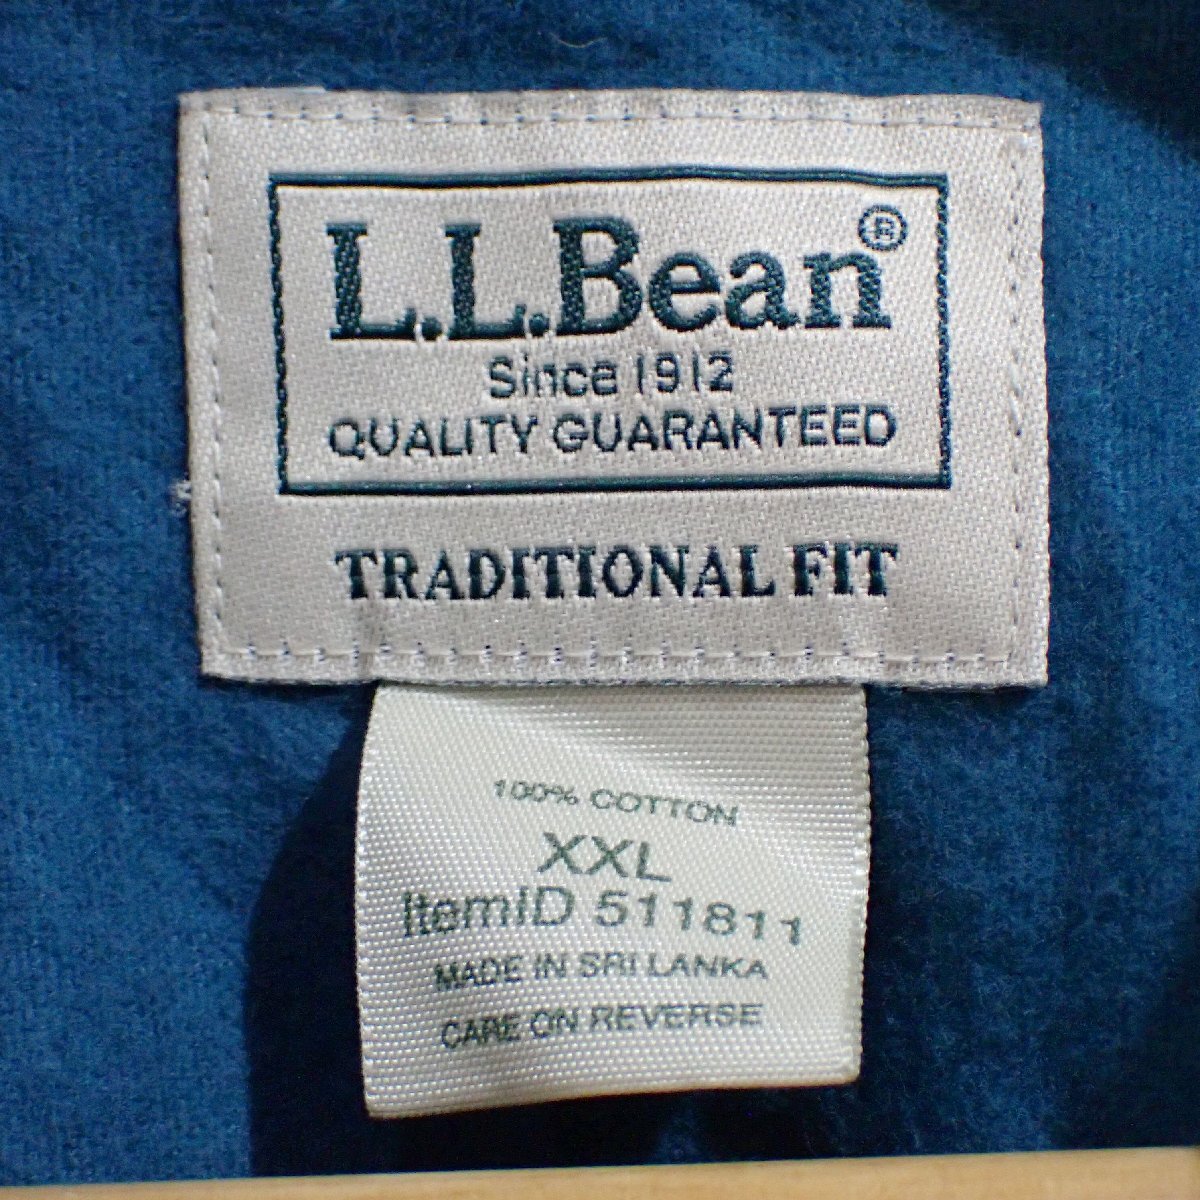 L.L.Bean®
Since 1912
QUALITY GUARANTEED
TRADITIONAL FIT
100% COTTON
XXL
ItemID 511811
MADE IN SRI LANKA
CARE ON REVERSE